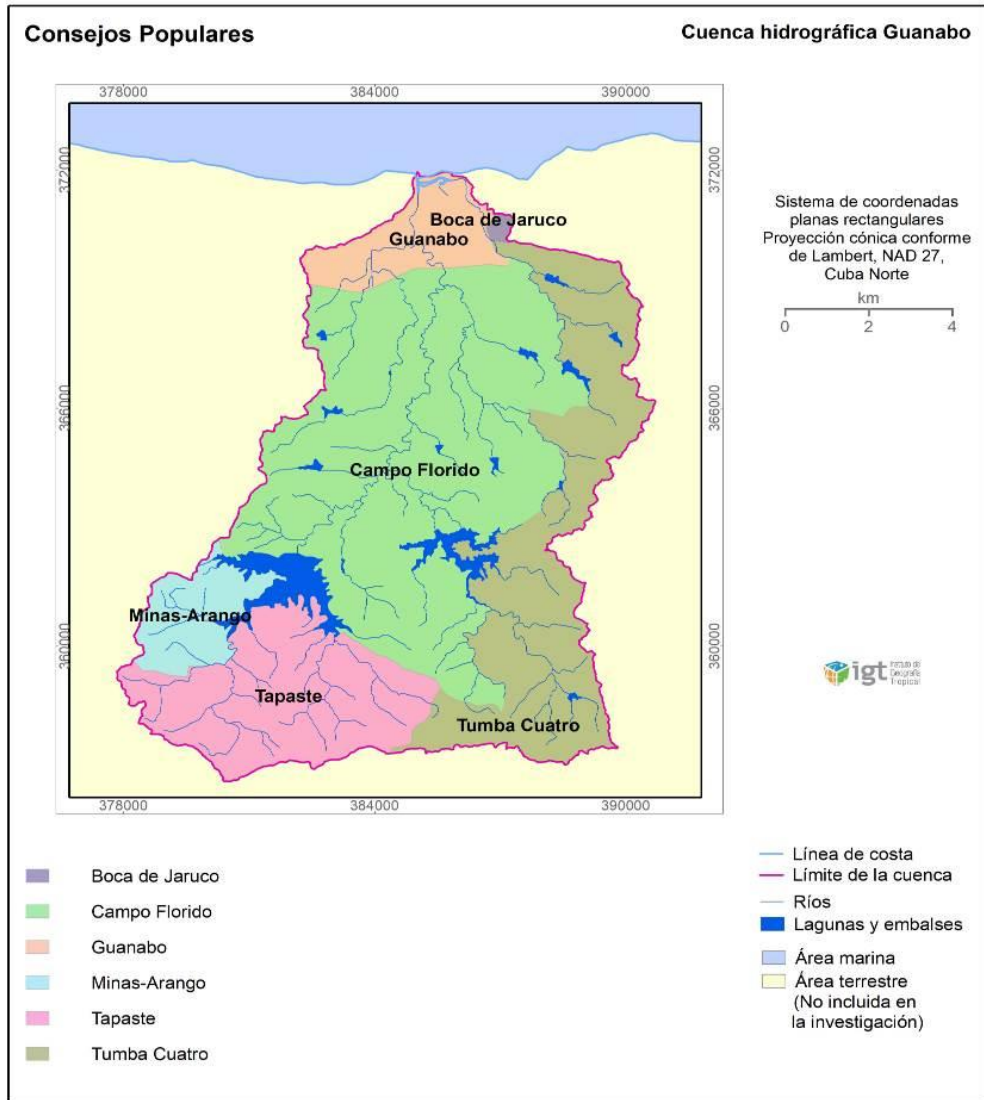 Consejos Populares
Cuenca hidrográfica Guanabo
378000
384000
390000
372000
372000
Sistema de coordenadas
planas rectangulares
Proyección cónica conforme
de Lambert, NAD 27,
Cuba Norte
km
0 2 4
Boca de Jaruco
Guanabo
366000
366000
Campo Florido
Minas-Arango
360000
360000
igt Instituto de
Geografía
Tropical
Tapaste
Tumba Cuatro
378000
384000
390000
Boca de Jaruco
Campo Florido
Guanabo
Minas-Arango
Tapaste
Tumba Cuatro
Línea de costa
Límite de la cuenca
Ríos
Lagunas y embalses
Área marina
Área terrestre
(No incluida en
la investigación)